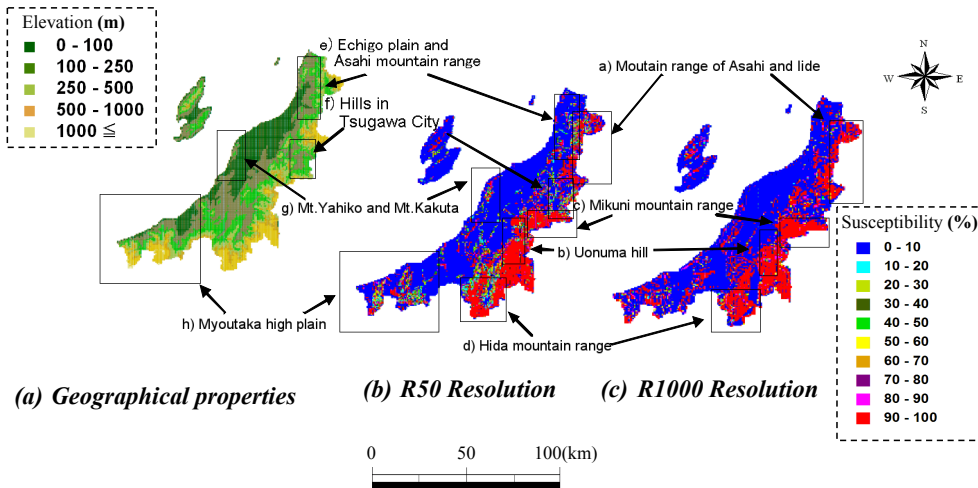 Elevation (m)
0 - 100
100 - 250
250 - 500
500 - 1000
1000 ≦
e) Echigo plain and
Asahi mountain range
f) Hills in
Tsugawa City
g) Mt.Yahiko and Mt.Kakuta
h) Myoutaka high plain
a) Moutain range of Asahi and Iide
c) Mikuni mountain range
b) Uonuma hill
d) Hida mountain range
N
W
E
S
Susceptibility (%)
0 - 10
10 - 20
20 - 30
30 - 40
40 - 50
50 - 60
60 - 70
70 - 80
80 - 90
90 - 100
(a) Geographical properties
(b) R50 Resolution
(c) R1000 Resolution
0 50 100(km)